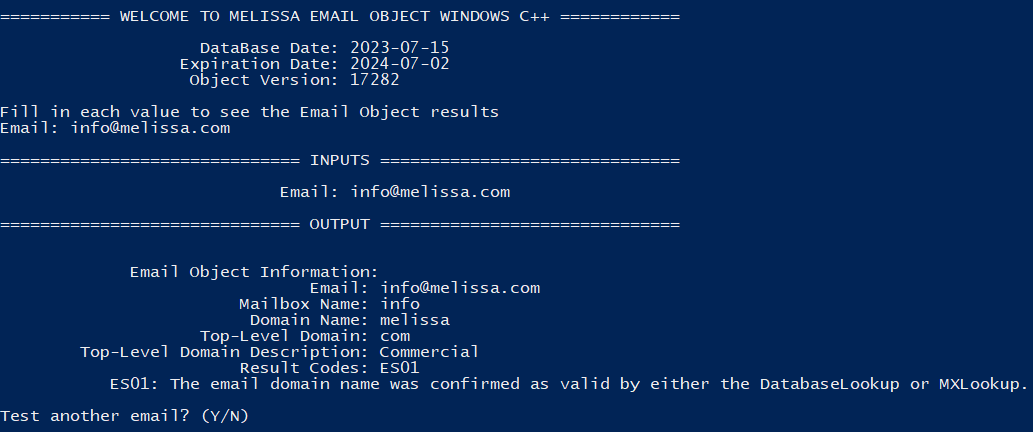 =========== WELCOME TO MELISSA EMAIL OBJECT WINDOWS C++ ============
DataBase Date: 2023-07-15
Expiration Date: 2024-07-02
Object Version: 17282
Fill in each value to see the Email Object results
Email: info@melissa.com
============================== INPUTS ==============================
Email: info@melissa.com
============================== OUTPUT ==============================
Email Object Information:
Email: info@melissa.com
Mailbox Name: info
Domain Name: melissa
Top-Level Domain: com
Top-Level Domain Description: Commercial
Result Codes: ES01
ES01: The email domain name was confirmed as valid by either the DatabaseLookup or MXLookup.
Test another email? (Y/N)